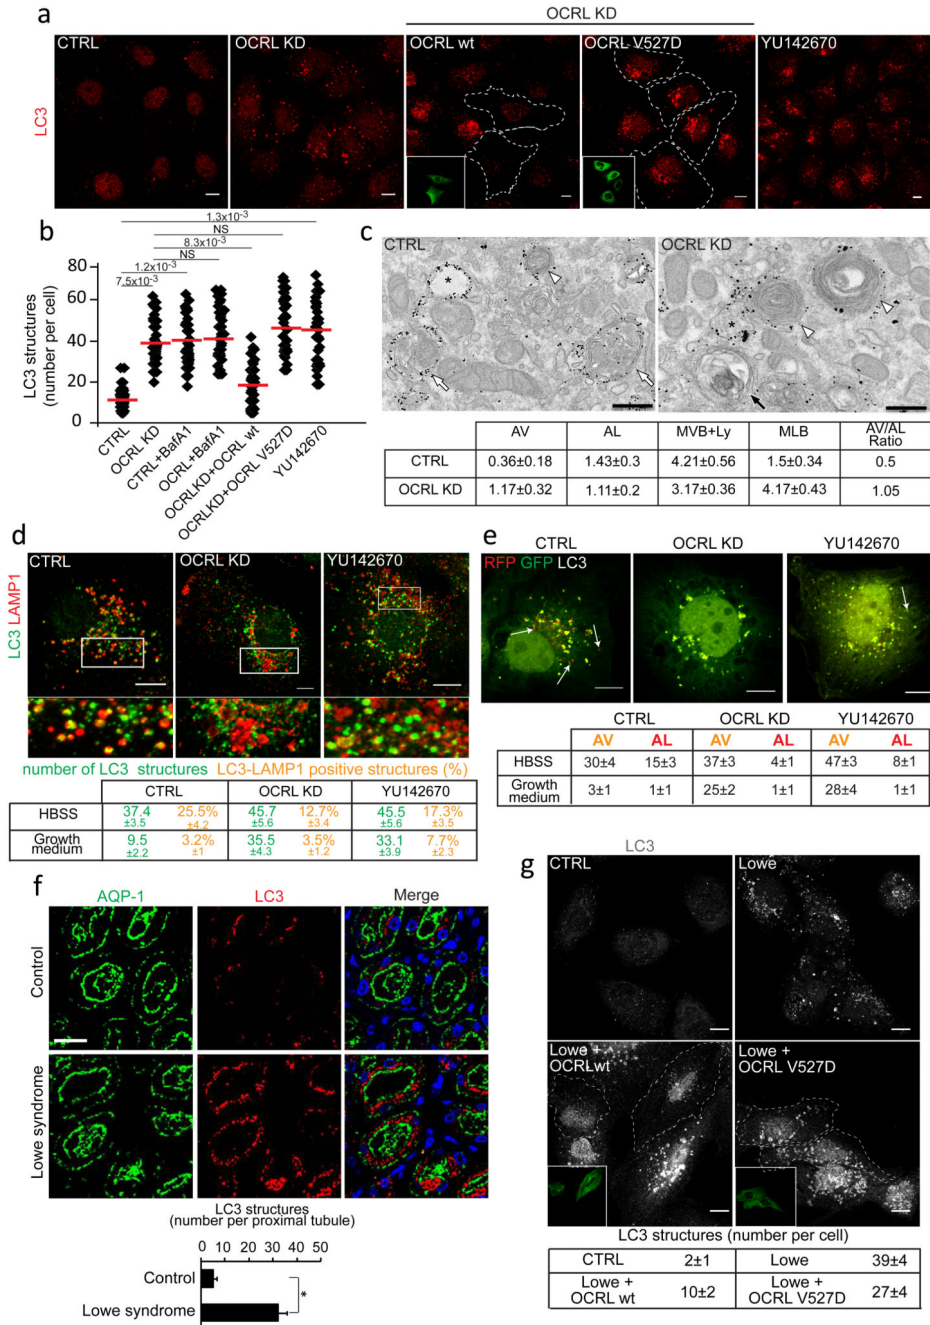 a
OCRL KD
CTRL
OCRL KD
OCRL wt
OCRL V527D
YU142670
LC3
b
1.3x10-3
NS
8.3x10-3
NS
1.2x10-3
7.5x10-3
LC3 structures
(number per cell)
80
60
40
20
0
CTRL
OCRL KD
CTRL+BafA1
OCRL+BafA1
OCRLKD+OCRL wt
OCRLKD+OCRL V527D
YU142670
c
CTRL
OCRL KD
*
*
AV AL MVB+Ly MLB AV/AL Ratio
CTRL 0.36±0.18 1.43±0.3 4.21±0.56 1.5±0.34 0.5
OCRL KD 1.17±0.32 1.11±0.2 3.17±0.36 4.17±0.43 1.05
d
LC3 LAMP1
CTRL
OCRL KD
YU142670
number of LC3 structures LC3-LAMP1 positive structures (%)
CTRL OCRL KD YU142670
HBSS 37.4 ±3.5 25.5% ±4.2 45.7 ±5.6 12.7% ±3.4 45.5 ±5.6 17.3% ±3.5
Growth medium 9.5 ±2.2 3.2% ±1 35.5 ±4.3 3.5% ±1.2 33.1 ±3.9 7.7% ±2.3
e
CTRL OCRL KD YU142670
RFP GFP LC3
CTRL OCRL KD YU142670
AV AL AV AL AV AL
HBSS 30±4 15±3 37±3 4±1 47±3 8±1
Growth medium 3±1 1±1 25±2 1±1 28±4 1±1
f
AQP-1 LC3 Merge
Control
Lowe syndrome
LC3 structures
(number per proximal tubule)
0 10 20 30 40 50
Control
Lowe syndrome
*
g
LC3
CTRL
Lowe
Lowe +
OCRLwt
Lowe +
OCRL V527D
LC3 structures (number per cell)
CTRL 2±1 Lowe 39±4
Lowe + OCRL wt 10±2 Lowe + OCRL V527D 27±4